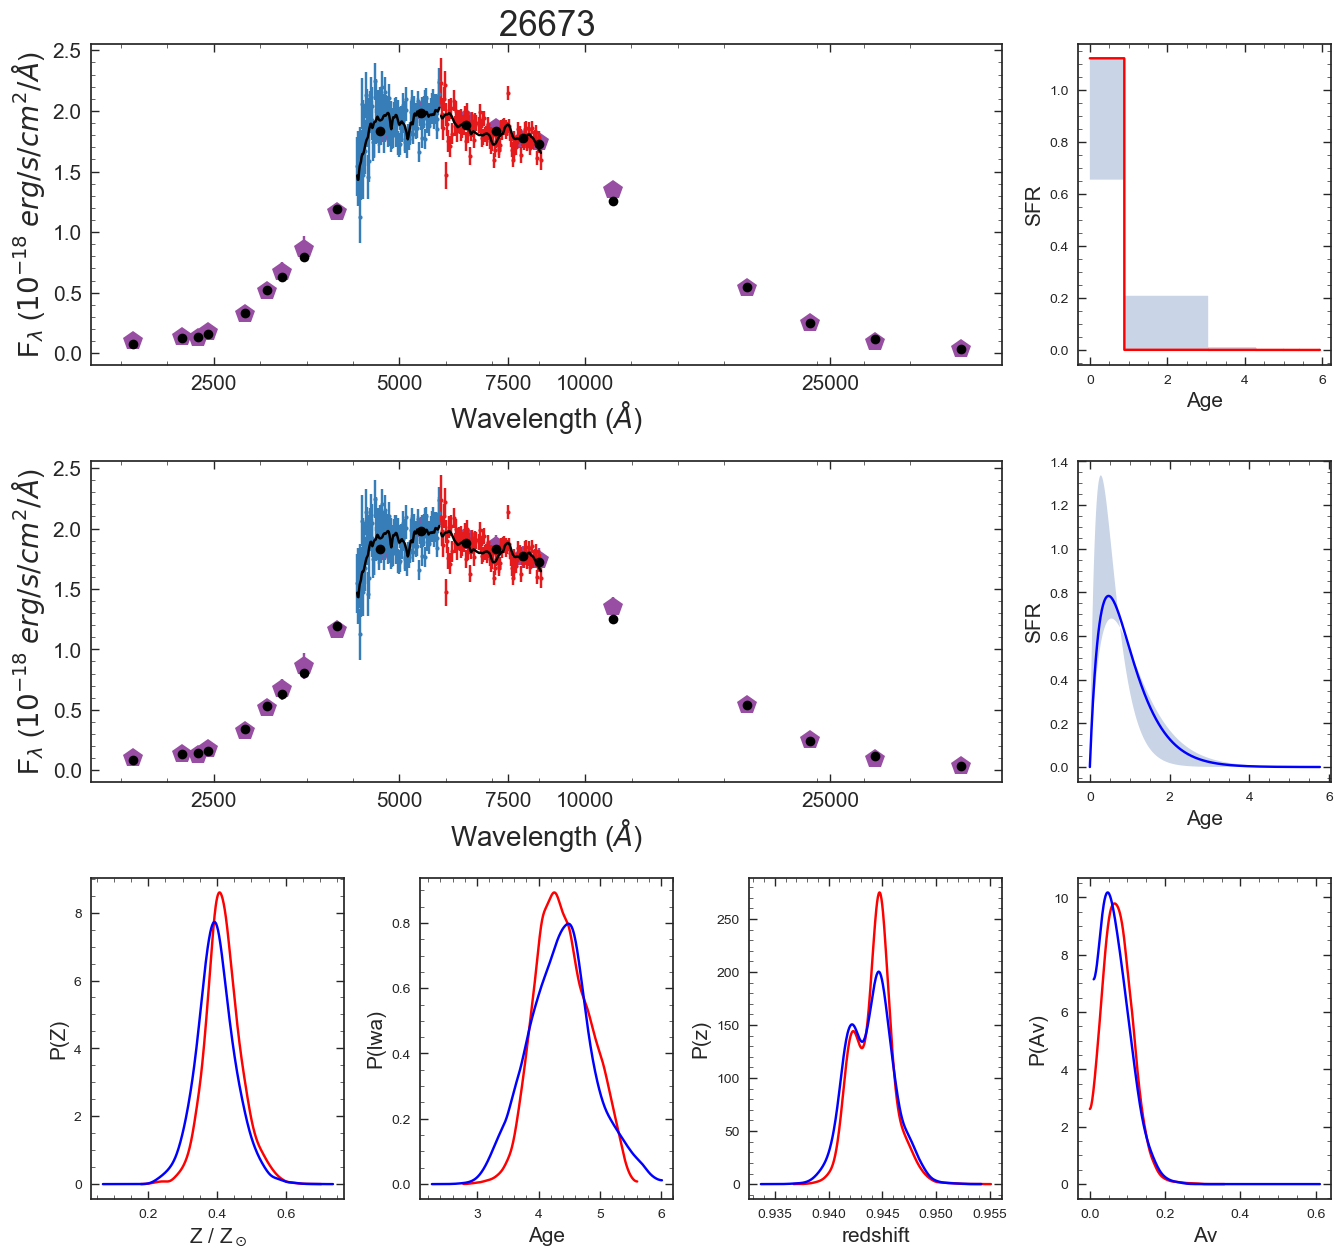 26673
2.5
2.0
1.5
1.0
0.5
0.0
F_λ (10^{-18} erg/s/cm^2/Å)
2500 5000 7500 10000 25000
Wavelength (Å)
1.0
0.8
0.6
0.4
0.2
0.0
SFR
0 2 4 6
Age
2.5
2.0
1.5
1.0
0.5
0.0
F_λ (10^{-18} erg/s/cm^2/Å)
2500 5000 7500 10000 25000
Wavelength (Å)
1.4
1.2
1.0
0.8
0.6
0.4
0.2
0.0
SFR
0 2 4 6
Age
8
6
4
2
0
P(Z)
0.2 0.4 0.6
Z / Z_⊙
0.8
0.6
0.4
0.2
0.0
P(lwa)
3 4 5 6
Age
250
200
150
100
50
0
P(z)
0.935 0.940 0.945 0.950 0.955
redshift
10
8
6
4
2
0
P(Av)
0.0 0.2 0.4 0.6
Av